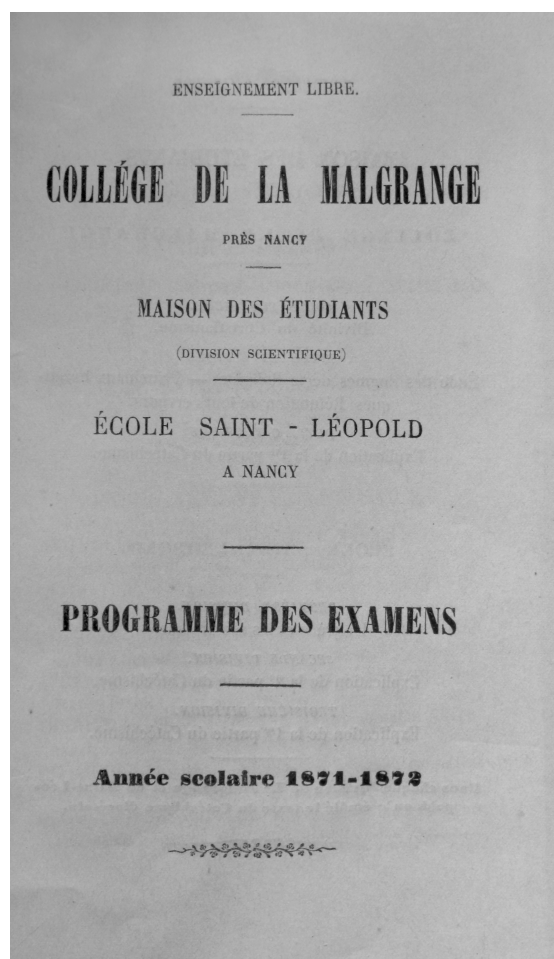 ENSEIGNEMENT LIBRE.
COLLÉGE DE LA MALGRANGE
PRÈS NANCY
MAISON DES ÉTUDIANTS
(DIVISION SCIENTIFIQUE)
ÉCOLE SAINT - LÉOPOLD
A NANCY
PROGRAMME DES EXAMENS
Année scolaire 1871-1872